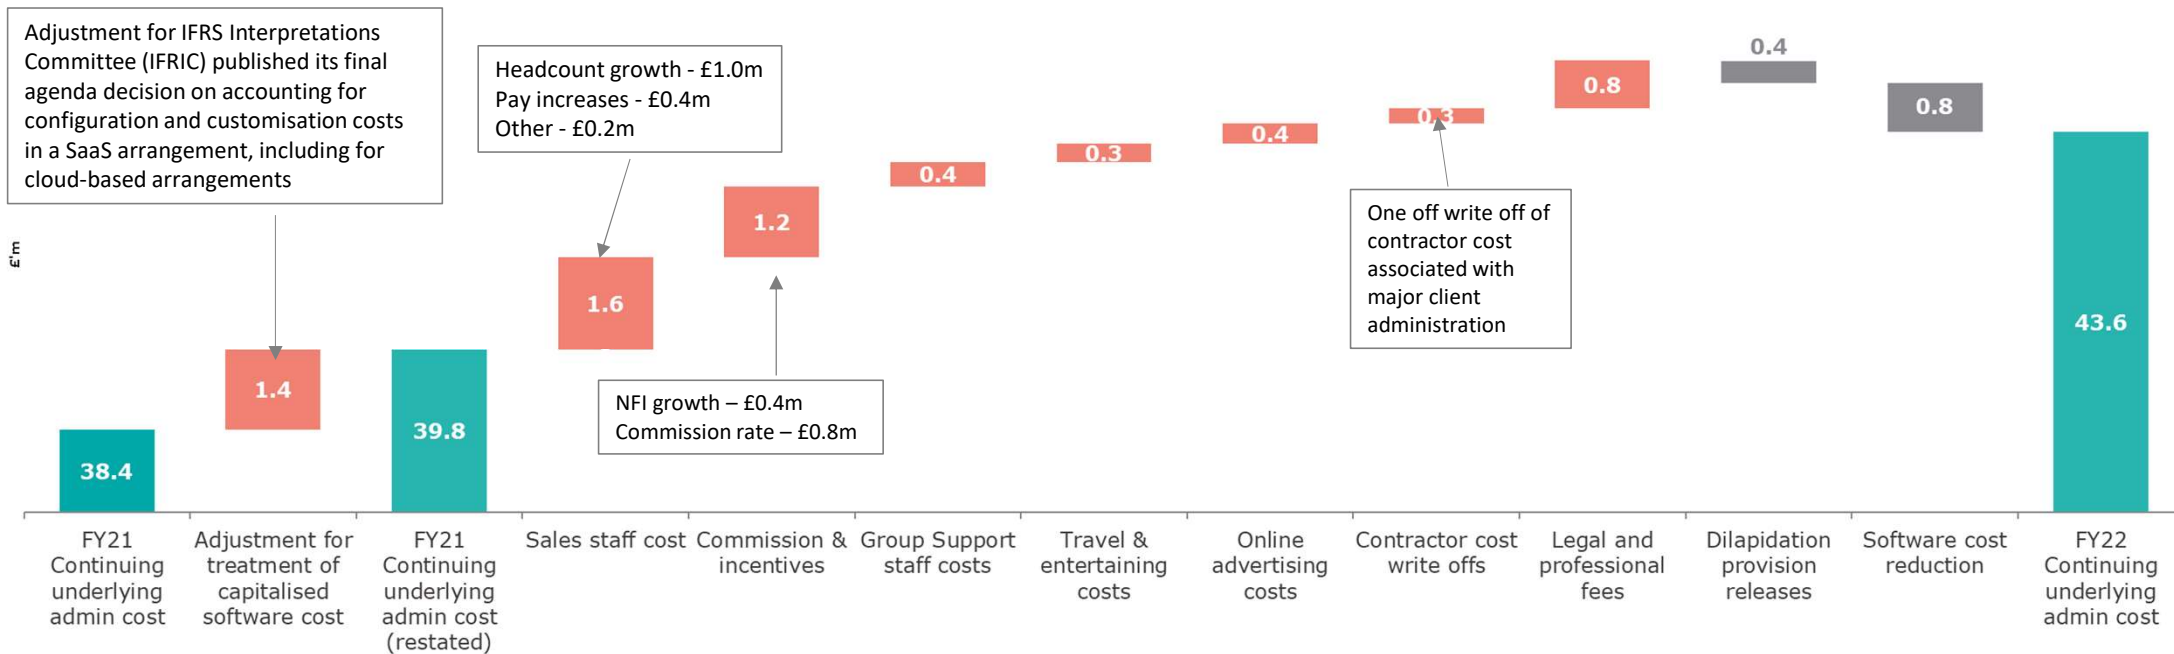 Adjustment for IFRS Interpretations
Committee (IFRIC) published its final
agenda decision on accounting for
configuration and customisation costs
in a SaaS arrangement, including for
cloud-based arrangements
Headcount growth - £1.0m
Pay increases - £0.4m
Other - £0.2m
NFI growth – £0.4m
Commission rate – £0.8m
One off write off of
contractor cost
associated with
major client
administration
£'m
38.4
1.4
39.8
1.6
1.2
0.4
0.3
0.4
0.3
0.8
0.4
0.8
43.6
FY21
Continuing
underlying
admin cost
Adjustment for
treatment of
capitalised
software cost
FY21
Continuing
underlying
admin cost
(restated)
Sales staff cost
Commission &
incentives
Group Support
staff costs
Travel &
entertaining
costs
Online
advertising
costs
Contractor cost
write offs
Legal and
professional
fees
Dilapidation
provision
releases
Software cost
reduction
FY22
Continuing
underlying
admin cost